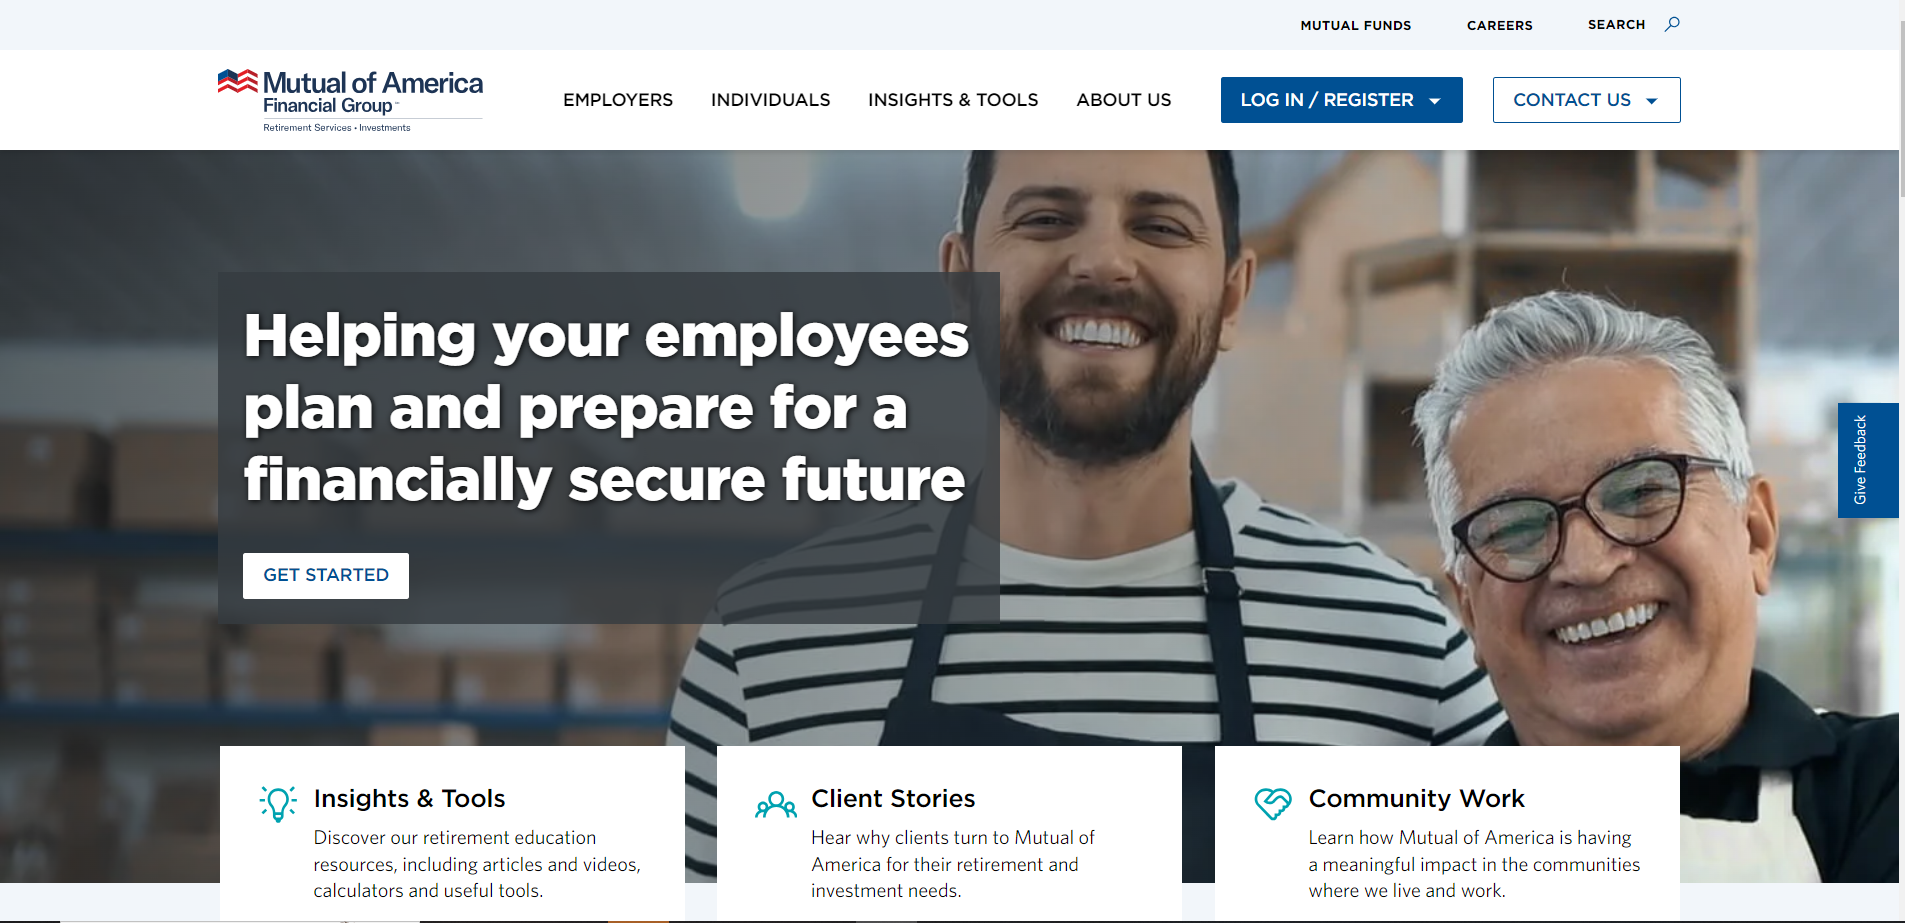 MUTUAL FUNDS CAREERS SEARCH
Mutual of America
Financial Group
Retirement Services • Investments
EMPLOYERS INDIVIDUALS INSIGHTS & TOOLS ABOUT US LOG IN / REGISTER CONTACT US
Helping your employees
plan and prepare for a
financially secure future
GET STARTED
Give Feedback
Insights & Tools
Discover our retirement education
resources, including articles and videos,
calculators and useful tools.
Client Stories
Hear why clients turn to Mutual of
America for their retirement and
investment needs.
Community Work
Learn how Mutual of America is having
a meaningful impact in the communities
where we live and work.